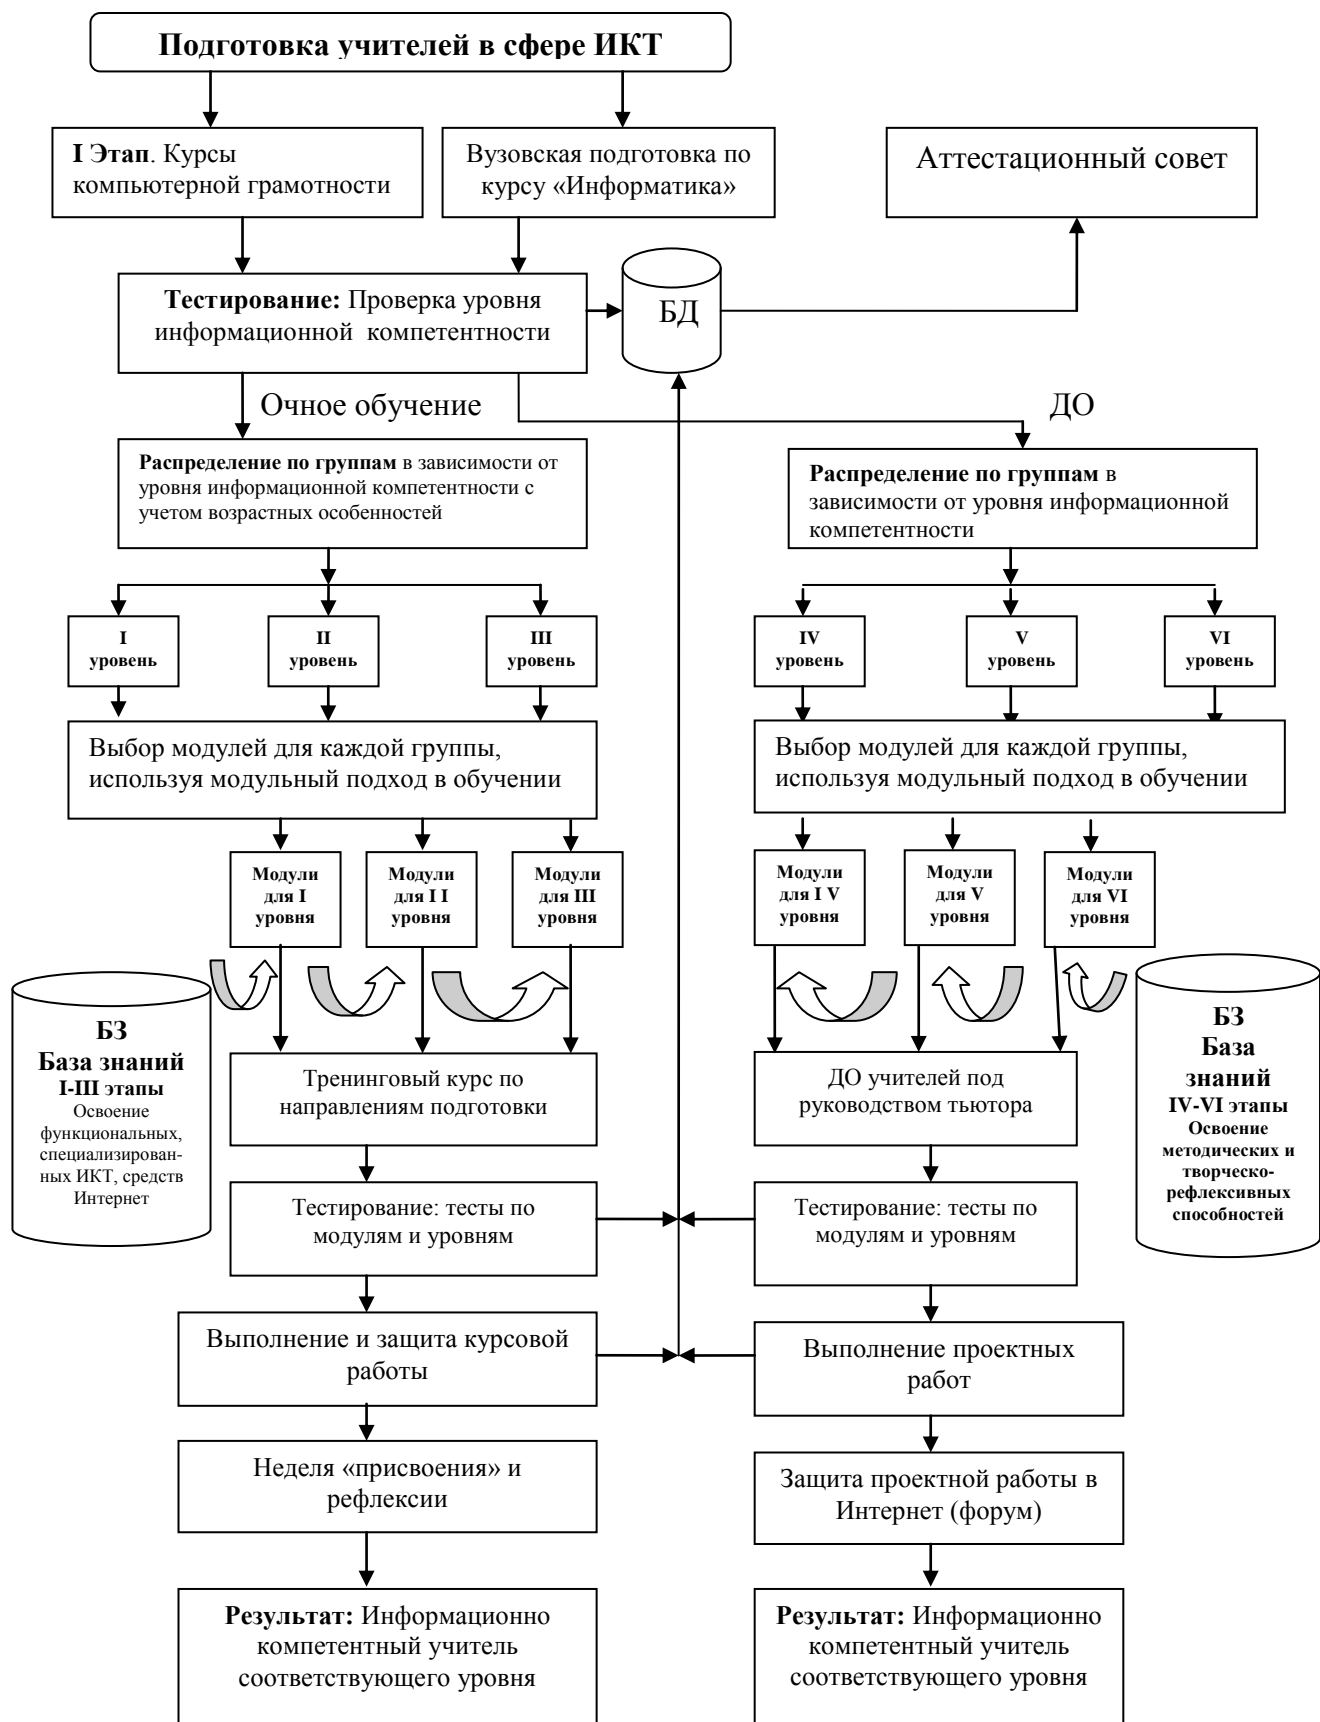 Подготовка учителей в сфере ИКТ
I Этап. Курсы
компьютерной грамотности
Вузовская подготовка по
курсу «Информатика»
Аттестационный совет
Тестирование: Проверка уровня
информационной компетентности
БД
Очное обучение
ДО
Распределение по группам в зависимости от
уровня информационной компетентности с
учетом возрастных особенностей
Распределение по группам в
зависимости от уровня информационной
компетентности
I
уровень
II
уровень
III
уровень
IV
уровень
V
уровень
VI
уровень
Выбор модулей для каждой группы,
используя модульный подход в обучении
Выбор модулей для каждой группы,
используя модульный подход в обучении
Модули
для I
уровня
Модули
для I I
уровня
Модули
для III
уровня
Модули
для I V
уровня
Модули
для V
уровня
Модули
для VI
уровня
БЗ
База знаний
I-III этапы
Освоение
функциональных,
специализирован-
ных ИКТ, средств
Интернет
БЗ
База
знаний
IV-VI этапы
Освоение
методических и
творческо-
рефлексивных
способностей
Тренинговый курс по
направлениям подготовки
ДО учителей под
руководством тьютора
Тестирование: тесты по
модулям и уровням
Тестирование: тесты по
модулям и уровням
Выполнение и защита курсовой
работы
Выполнение проектных
работ
Неделя «присвоения» и
рефлексии
Защита проектной работы в
Интернет (форум)
Результат: Информационно
компетентный учитель
соответствующего уровня
Результат: Информационно
компетентный учитель
соответствующего уровня